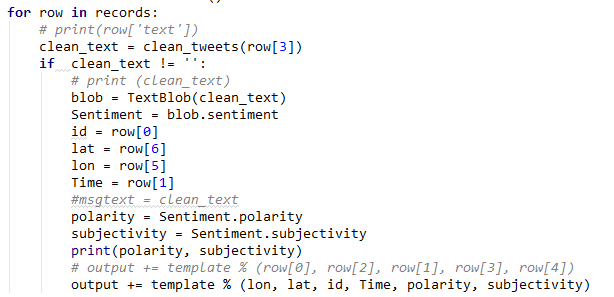 for row in records:
    # print(row['text'])
    clean_text = clean_tweets(row[3])
    if  clean_text != '':
        # print (clean_text)
        blob = TextBlob(clean_text)
        Sentiment = blob.sentiment
        id = row[0]
        lat = row[6]
        lon = row[5]
        Time = row[1]
        #msgtext = clean_text
        polarity = Sentiment.polarity
        subjectivity = Sentiment.subjectivity
        print(polarity, subjectivity)
        # output += template % (row[0], row[2], row[1], row[3], row[4])
        output += template % (lon, lat, id, Time, polarity, subjectivity)